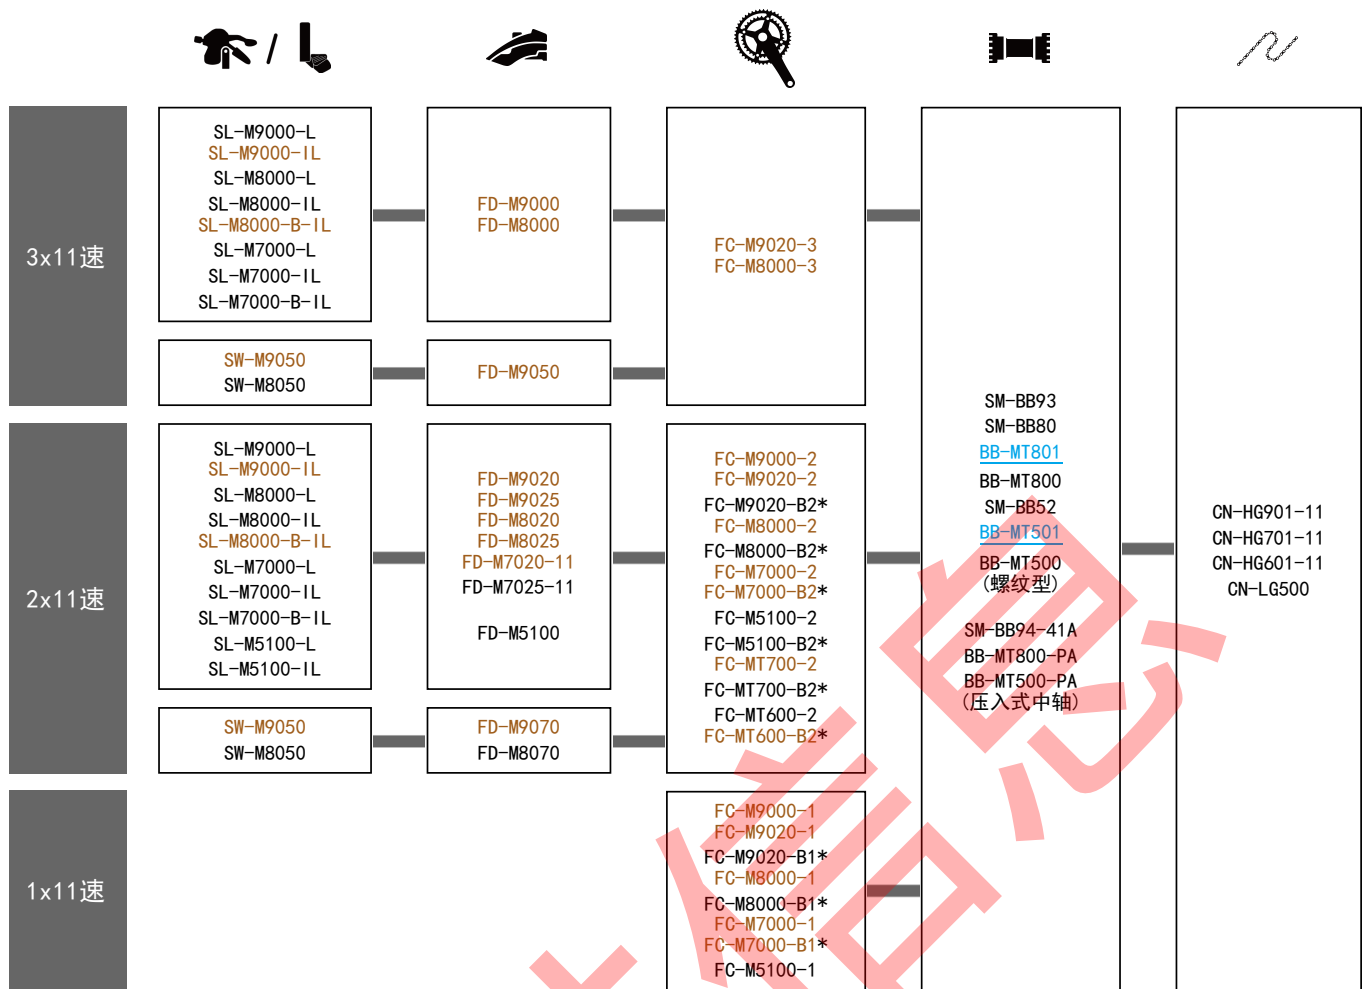 3x11速
SL-M9000-L
SL-M9000-IL
SL-M8000-L
SL-M8000-IL
SL-M8000-B-IL
SL-M7000-L
SL-M7000-IL
SL-M7000-B-IL
FD-M9000
FD-M8000
FC-M9020-3
FC-M8000-3
SW-M9050
SW-M8050
FD-M9050
2x11速
SL-M9000-L
SL-M9000-IL
SL-M8000-L
SL-M8000-IL
SL-M8000-B-IL
SL-M7000-L
SL-M7000-IL
SL-M7000-B-IL
SL-M5100-L
SL-M5100-IL
FD-M9020
FD-M9025
FD-M8020
FD-M8025
FD-M7020-11
FD-M7025-11
FD-M5100
SW-M9050
SW-M8050
FD-M9070
FD-M8070
FC-M9000-2
FC-M9020-2
FC-M9020-B2*
FC-M8000-2
FC-M8000-B2*
FC-M7000-2
FC-M7000-B2*
FC-M5100-2
FC-M5100-B2*
FC-MT700-2
FC-MT700-B2*
FC-MT600-2
FC-MT600-B2*
1x11速
FC-M9000-1
FC-M9020-1
FC-M9020-B1*
FC-M8000-1
FC-M8000-B1*
FC-M7000-1
FC-M7000-B1*
FC-M5100-1
SM-BB93
SM-BB80
BB-MT801
BB-MT800
SM-BB52
BB-MT501
BB-MT500
(螺纹型)
SM-BB94-41A
BB-MT800-PA
BB-MT500-PA
(压入式中轴)
CN-HG901-11
CN-HG701-11
CN-HG601-11
CN-LG500
信息